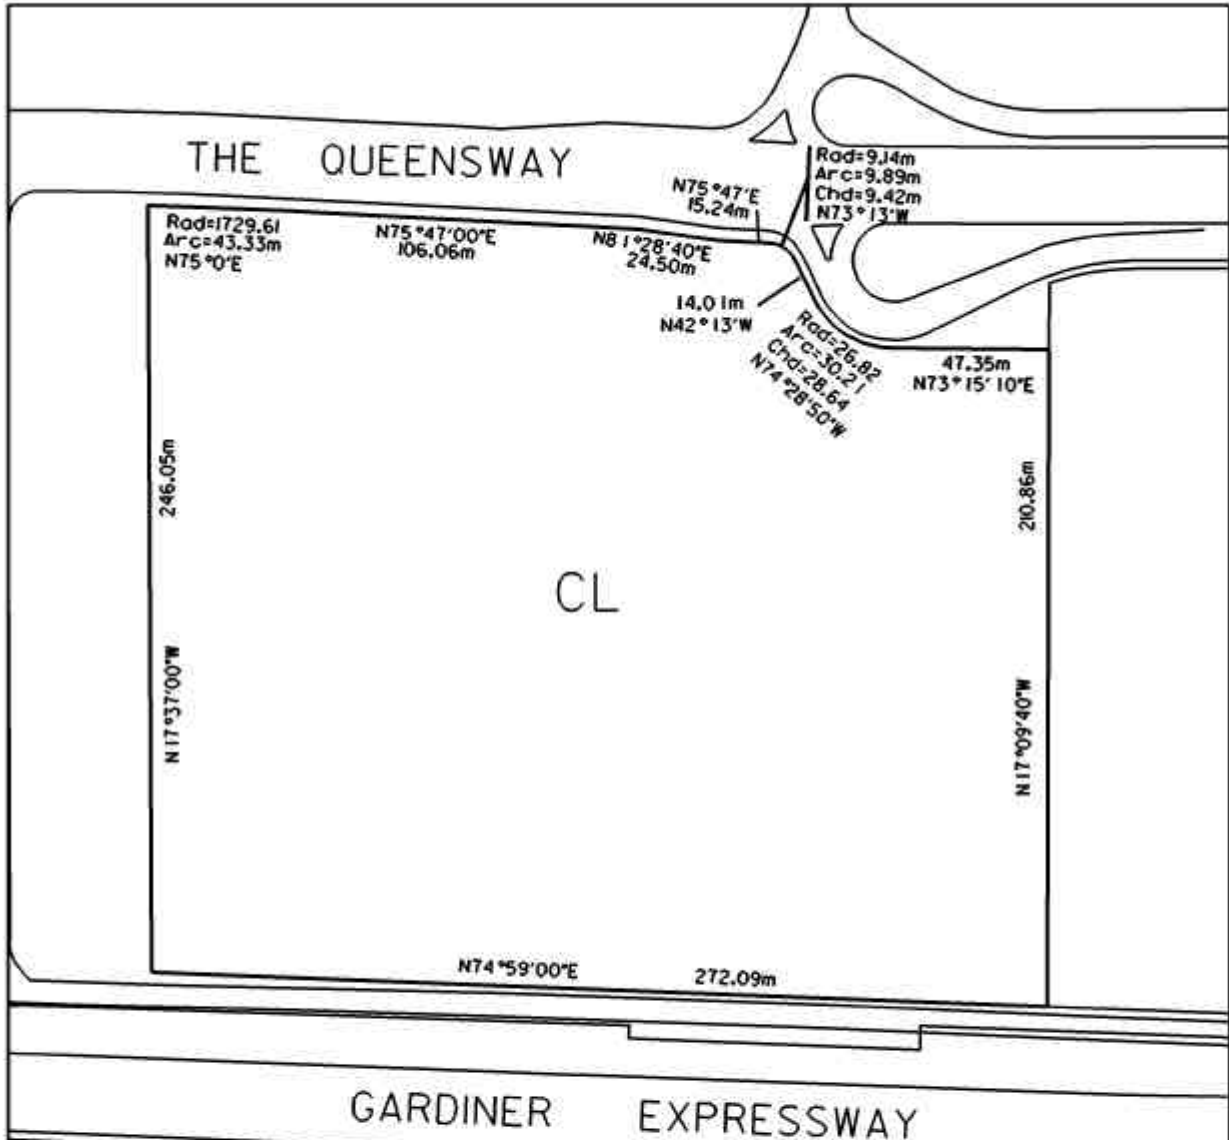 THE QUEENSWAY
Rad=9.14m
Arc=9.89m
Chd=9.42m
N73°13'W
N75°47'E
15.24m
Rad=1729.61
Arc=43.33m
N75°0'E
N75°47'00"E
106.06m
N81°28'40"E
24.50m
14.01m
N42°13'W
Rad=26.82
Arc=30.21
Chd=28.64
N74°28'50"W
47.35m
N73°15'10"E
246.05m
210.86m
CL
N17°37'00"W
N17°09'40"W
N74°59'00"E 272.09m
GARDINER EXPRESSWAY